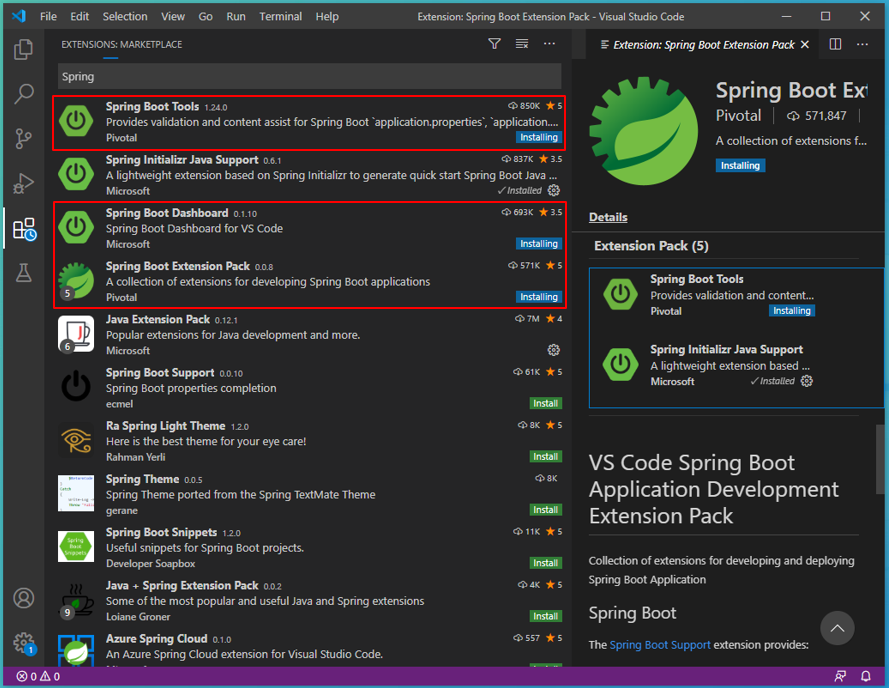 File Edit Selection View Go Run Terminal Help Extension: Spring Boot Extension Pack - Visual Studio Code
EXTENSIONS: MARKETPLACE
Spring
Spring Boot Tools 1.24.0 850K 5
Provides validation and content assist for Spring Boot `application.properties`, `application....
Pivotal Installing
Spring Initializr Java Support 0.6.1 837K 3.5
A lightweight extension based on Spring Initializr to generate quick start Spring Boot Java ...
Microsoft Installed
Spring Boot Dashboard 0.1.10 693K 3.5
Spring Boot Dashboard for VS Code
Microsoft Installing
Spring Boot Extension Pack 0.0.8 571K 5
A collection of extensions for developing Spring Boot applications
5 Pivotal Installing
Java Extension Pack 0.12.1 7M 4
Popular extensions for Java development and more.
6 Microsoft
Spring Boot Support 0.0.10 61K 5
Spring Boot properties completion
ecmel Install
Ra Spring Light Theme 1.2.0 8K 5
Here is the best theme for your eye care!
Rahman Yerli Install
Spring Theme 0.0.5 8K
Spring Theme ported from the Spring TextMate Theme
gerane Install
Spring Boot Snippets 1.2.0 11K 5
Useful snippets for Spring Boot projects.
Developer Soapbox Install
Java + Spring Extension Pack 0.0.2 4K 5
Some of the most popular and useful Java and Spring extensions
9 Loiane Groner Install
Azure Spring Cloud 0.1.0 557 5
An Azure Spring Cloud extension for Visual Studio Code.
Extension: Spring Boot Extension Pack
Spring Boot Ext
Pivotal 571,847
A collection of extensions f...
Installing
Details
Extension Pack (5)
Spring Boot Tools
Provides validation and content...
Pivotal Installing
Spring Initializr Java Support
A lightweight extension based ...
Microsoft Installed
VS Code Spring Boot
Application Development
Extension Pack
Collection of extensions for developing and deploying
Spring Boot Application
Spring Boot
The Spring Boot Support extension provides:
1
0 0